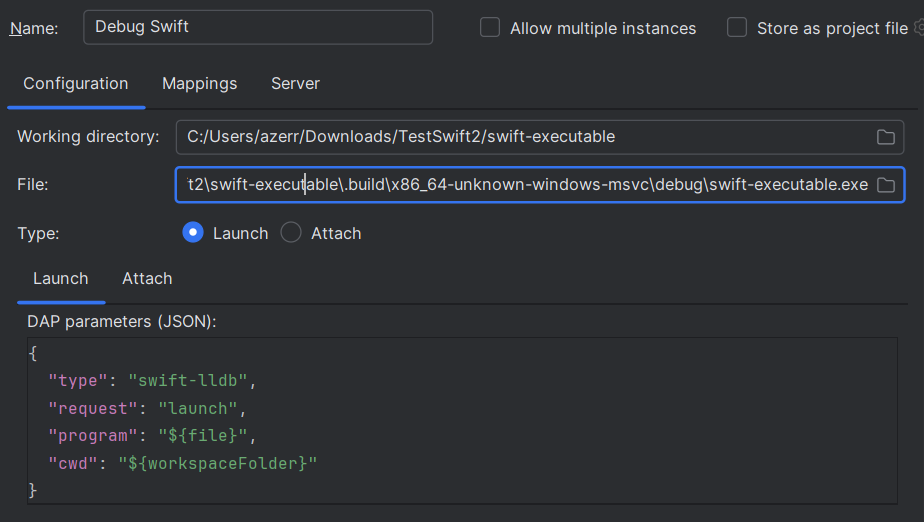 Name: Debug Swift Allow multiple instances Store as project file
Configuration Mappings Server
Working directory: C:/Users/azerr/Downloads/TestSwift2/swift-executable
File: t2\swift-executable\.build\x86_64-unknown-windows-msvc\debug\swift-executable.exe
Type: Launch Attach
Launch Attach
DAP parameters (JSON):
{
"type": "swift-lldb",
"request": "launch",
"program": "${file}",
"cwd": "${workspaceFolder}"
}